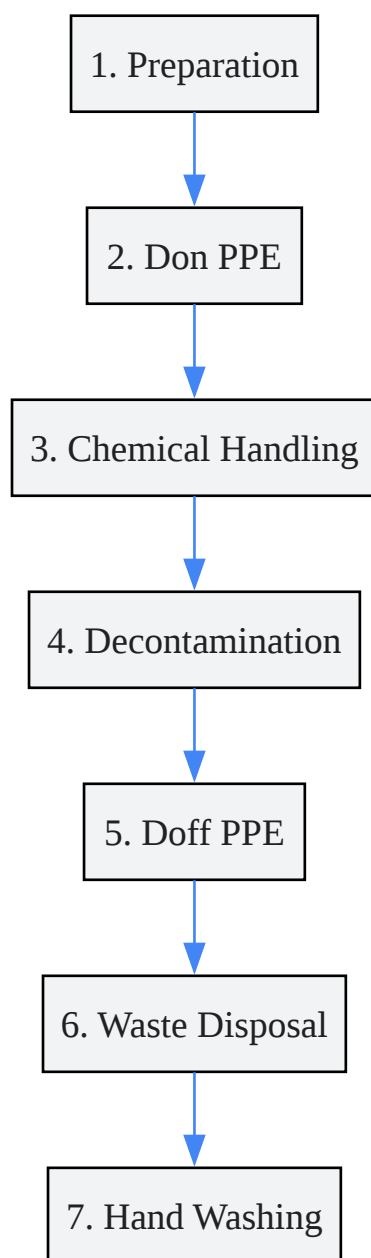 1. Preparation
2. Don PPE
3. Chemical Handling
4. Decontamination
5. Doff PPE
6. Waste Disposal
7. Hand Washing